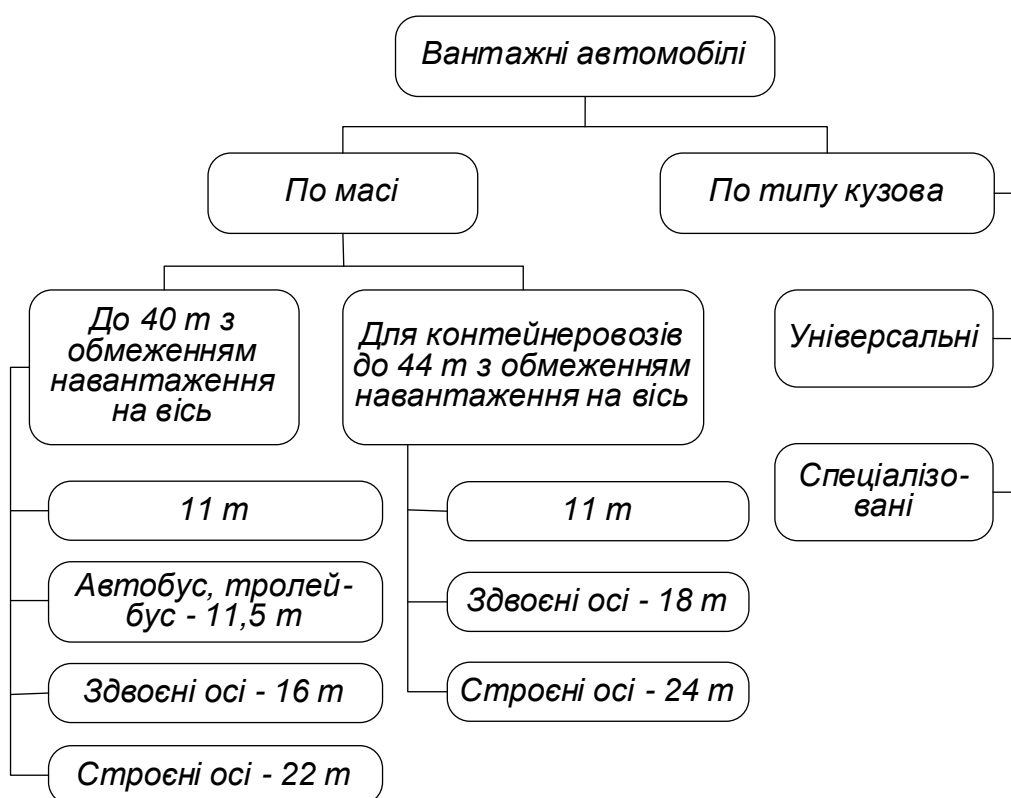 Вантажні автомобілі
По масі
По типу кузова
До 40 т з
обмеженням
навантаження
на вісь
Для контейнеровозів
до 44 т з обмеженням
навантаження на вісь
Універсальні
Спеціалізо-
вані
11 т
Автобус, тролей-
бус - 11,5 т
Здвоєні осі - 16 т
Строєні осі - 22 т
11 т
Здвоєні осі - 18 т
Строєні осі - 24 т